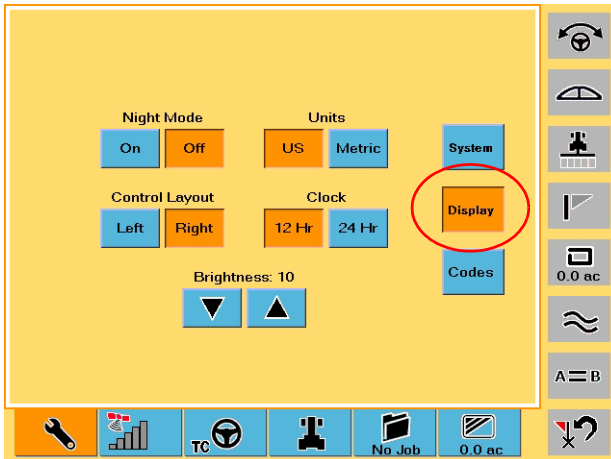 Night Mode
Units
On Off
US Metric
System
Control Layout
Clock
Display
Left Right
12 Hr 24 Hr
Codes
0.0 ac
Brightness: 10
A B
TC
No Job
0.0 ac